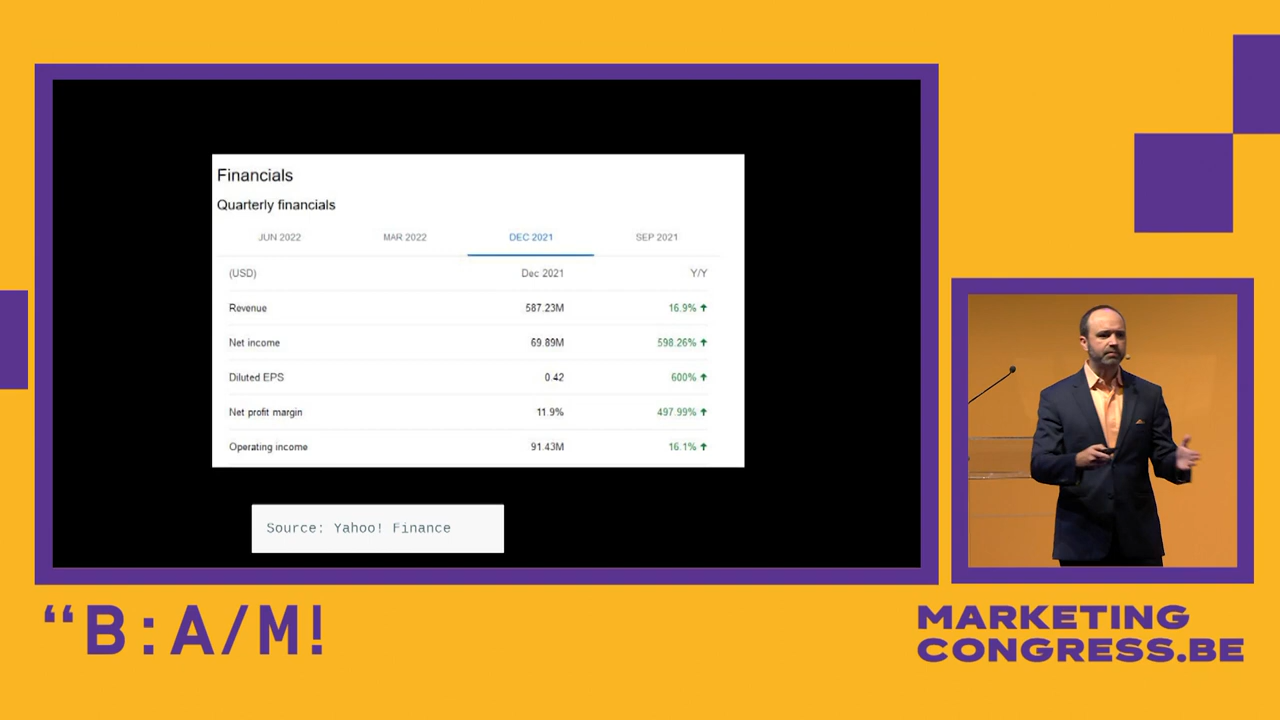 Financials
Quarterly financials
JUN 2022 MAR 2022 DEC 2021 SEP 2021
(USD) Dec 2021 Y/Y
Revenue 587.23M 16.9% ↑
Net income 69.89M 598.26% ↑
Diluted EPS 0.42 600% ↑
Net profit margin 11.9% 497.99% ↑
Operating income 91.43M 16.1% ↑
Source: Yahoo! Finance
“B:A/M!
MARKETING
CONGRESS.BE